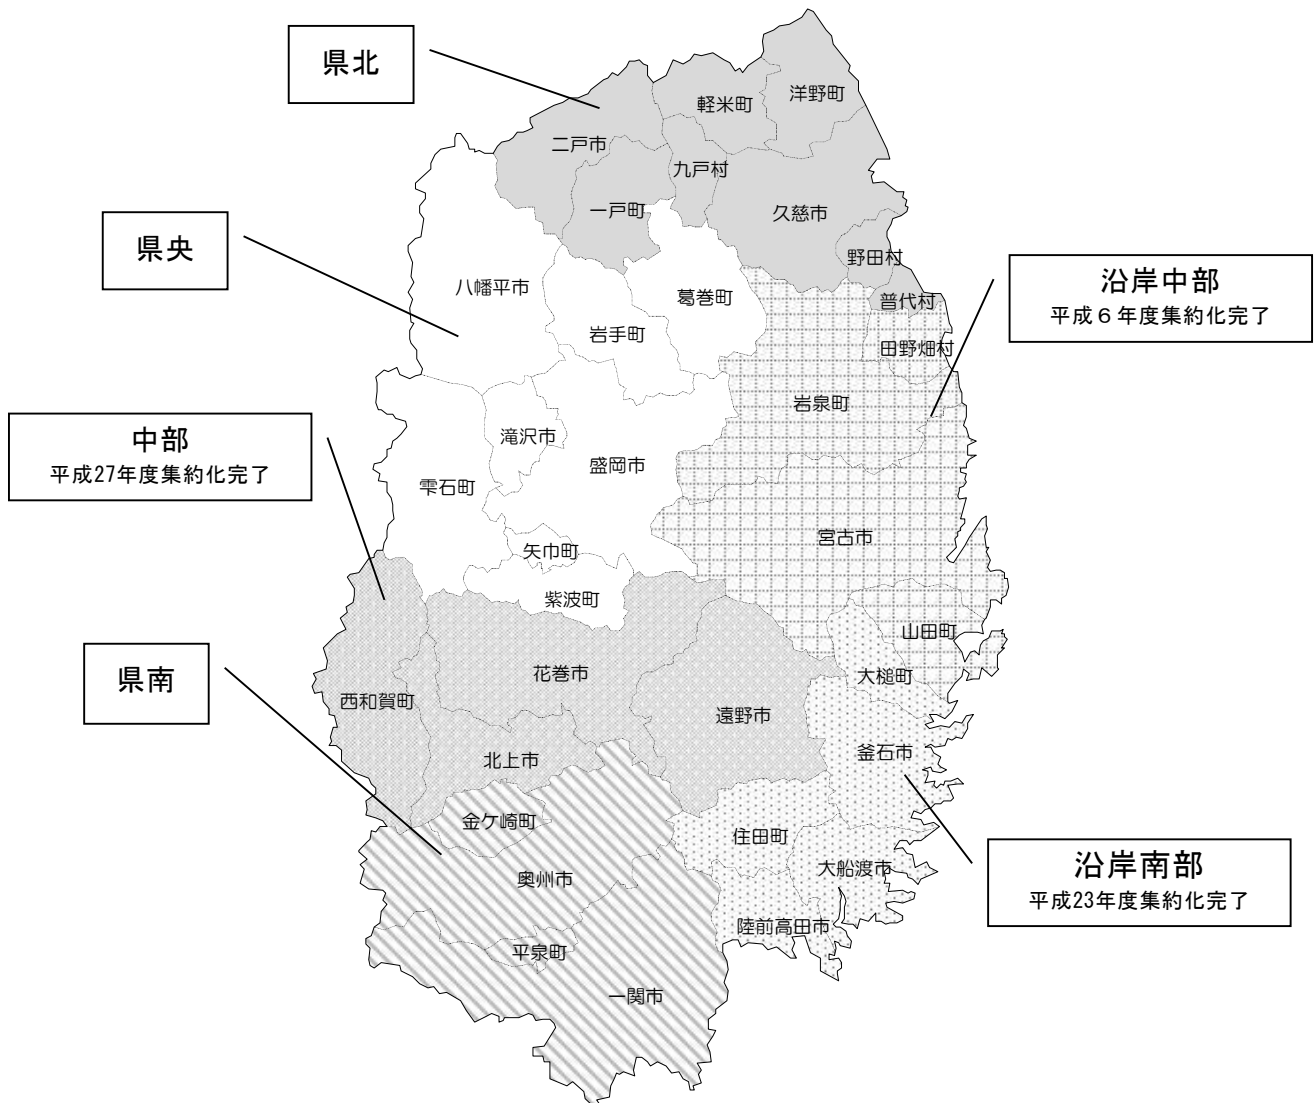 県北
軽米町
洋野町
二戸市
九戸村
一戸町
久慈市
県央
野田村
八幡平市
葛巻町
普代村
沿岸中部
平成６年度集約化完了
岩手町
田野畑村
岩泉町
中部
平成27年度集約化完了
滝沢市
盛岡市
雫石町
宮古市
矢巾町
紫波町
山田町
県南
花巻市
大槌町
西和賀町
遠野市
北上市
釜石市
金ケ崎町
住田町
沿岸南部
平成23年度集約化完了
奥州市
大船渡市
陸前高田市
平泉町
一関市